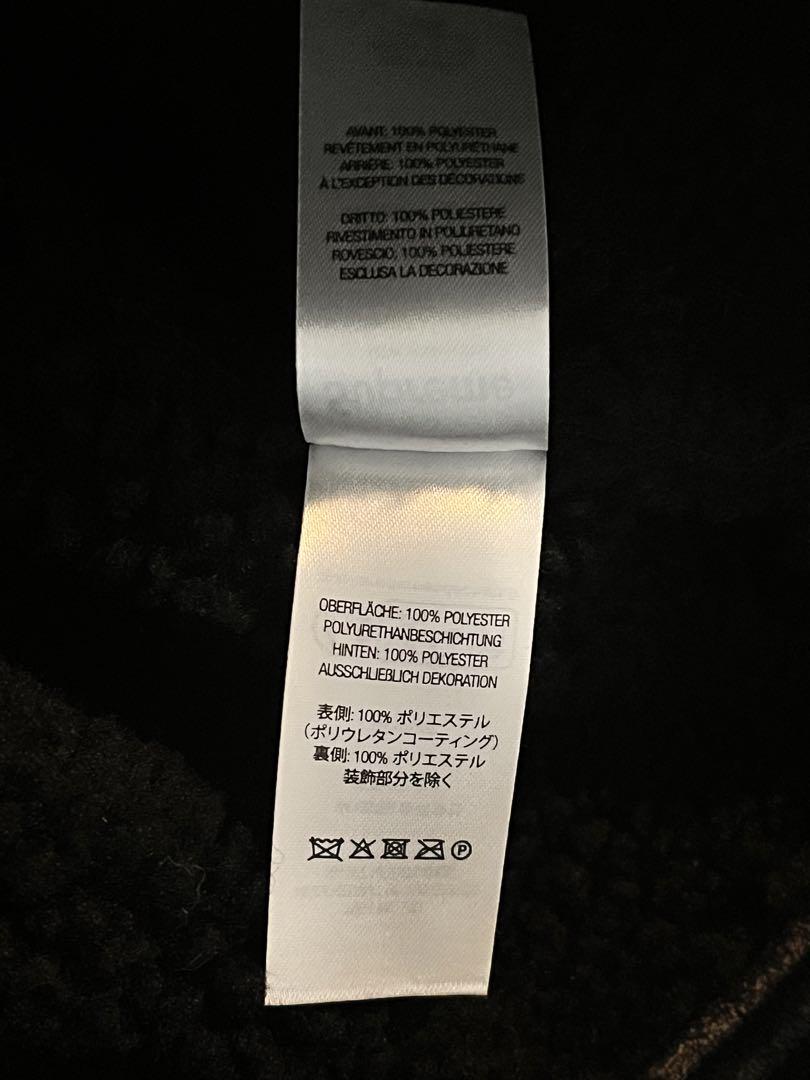 AVANT: 100% POLYESTER
REVÊTEMENT EN POLYURÉTHANE
ARRIÈRE: 100% POLYESTER
À L'EXCEPTION DES DÉCORATIONS
DRITTO: 100% POLIESTERE
RIVESTIMENTO IN POLIURETANO
ROVESCIO: 100% POLIESTERE
ESCLUSA LA DECORAZIONE
Supreme
OBERFLÄCHE: 100% POLYESTER
POLYURETHANBESCHICHTUNG
HINTEN: 100% POLYESTER
AUSSCHLIEßLICH DEKORATION
表側: 100% ポリエステル
(ポリウレタンコーティング)
裏側: 100% ポリエステル
装飾部分を除く
P